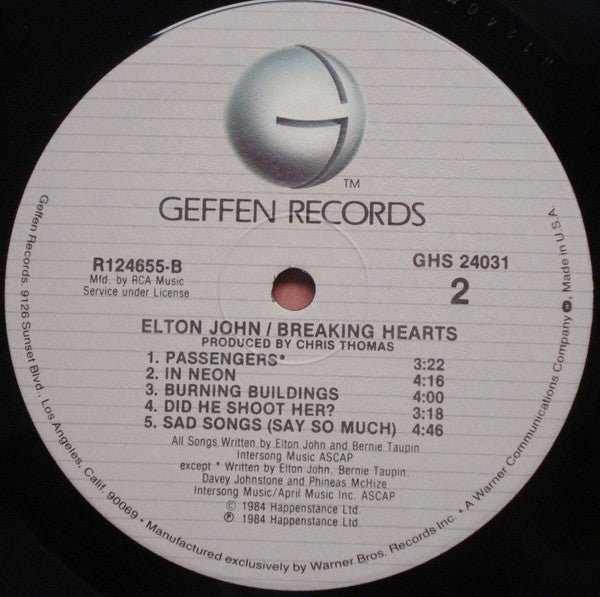 TM
GEFFEN RECORDS
R124655-B
Mfd. by RCA Music
Service under License
GHS 24031
2
ELTON JOHN / BREAKING HEARTS
PRODUCED BY CHRIS THOMAS
1. PASSENGERS* 3:22
2. IN NEON 4:16
3. BURNING BUILDINGS 4:00
4. DID HE SHOOT HER? 3:18
5. SAD SONGS (SAY SO MUCH) 4:46
All Songs Written by Elton John and Bernie Taupin
Intersong Music ASCAP
except * Written by Elton John, Bernie Taupin,
Davey Johnstone and Phineas McHize
Intersong Music/April Music Inc. ASCAP
© 1984 Happenstance Ltd.
℗ 1984 Happenstance Ltd.
Geffen Records 9126 Sunset Blvd., Los Angeles, Calif. 90069 • Manufactured exclusively by Warner Bros. Records Inc. • A Warner Communications Company, Made in U.S.A.